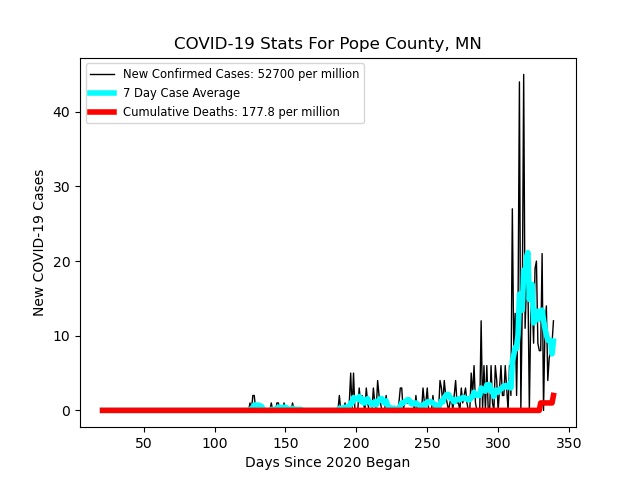 COVID-19 Stats For Pope County, MN
New Confirmed Cases: 52700 per million
7 Day Case Average
Cumulative Deaths: 177.8 per million
New COVID-19 Cases
40
30
20
10
0
50 100 150 200 250 300 350
Days Since 2020 Began